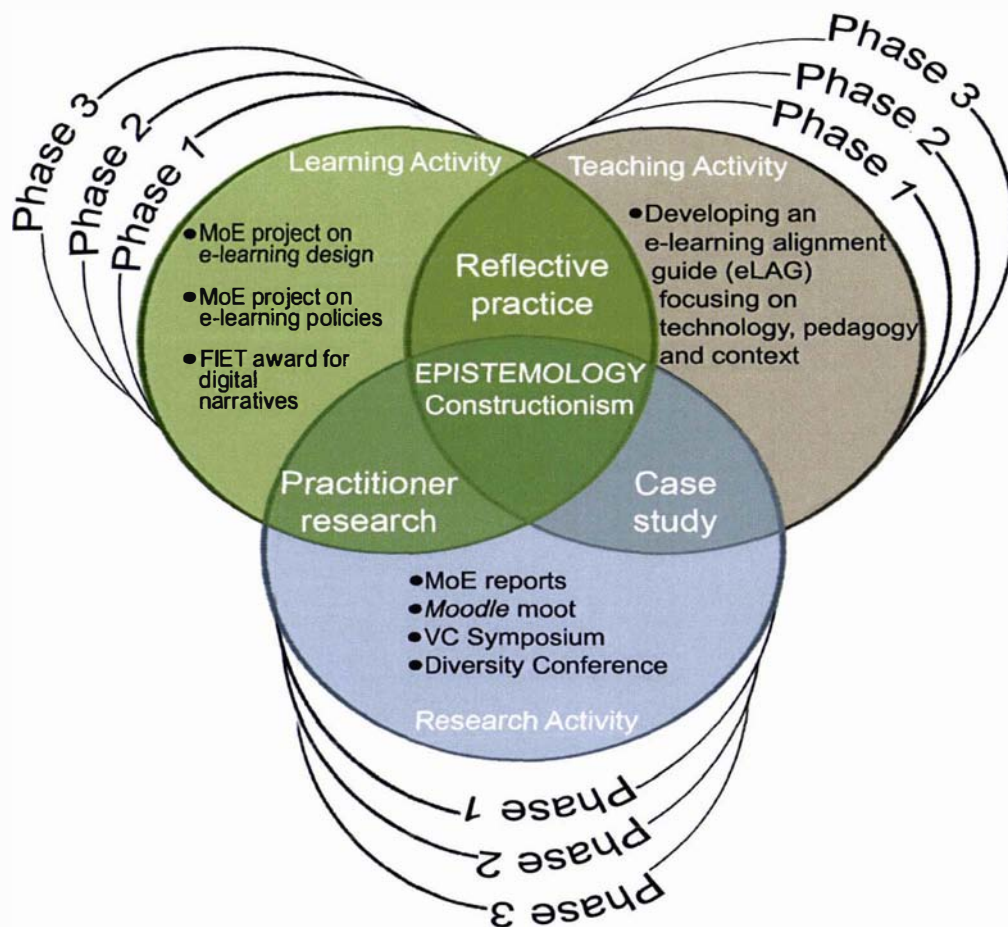 Phase 3
Phase 2
Phase 1
Phase 3
Phase 2
Phase 1
Learning Activity
•MoE project on
e-learning design
•MoE project on
e-learning policies
•FIET award for
digital
narratives
Reflective
practice
Teaching Activity
•Developing an
e-learning alignment
guide (eLAG)
focusing on
technology, pedagogy
and context
EPISTEMOLOGY
Constructionism
Practitioner
research
Case
study
•MoE reports
•Moodle moot
•VC Symposium
•Diversity Conference
Research Activity
Phase 1
Phase 2
Phase 3